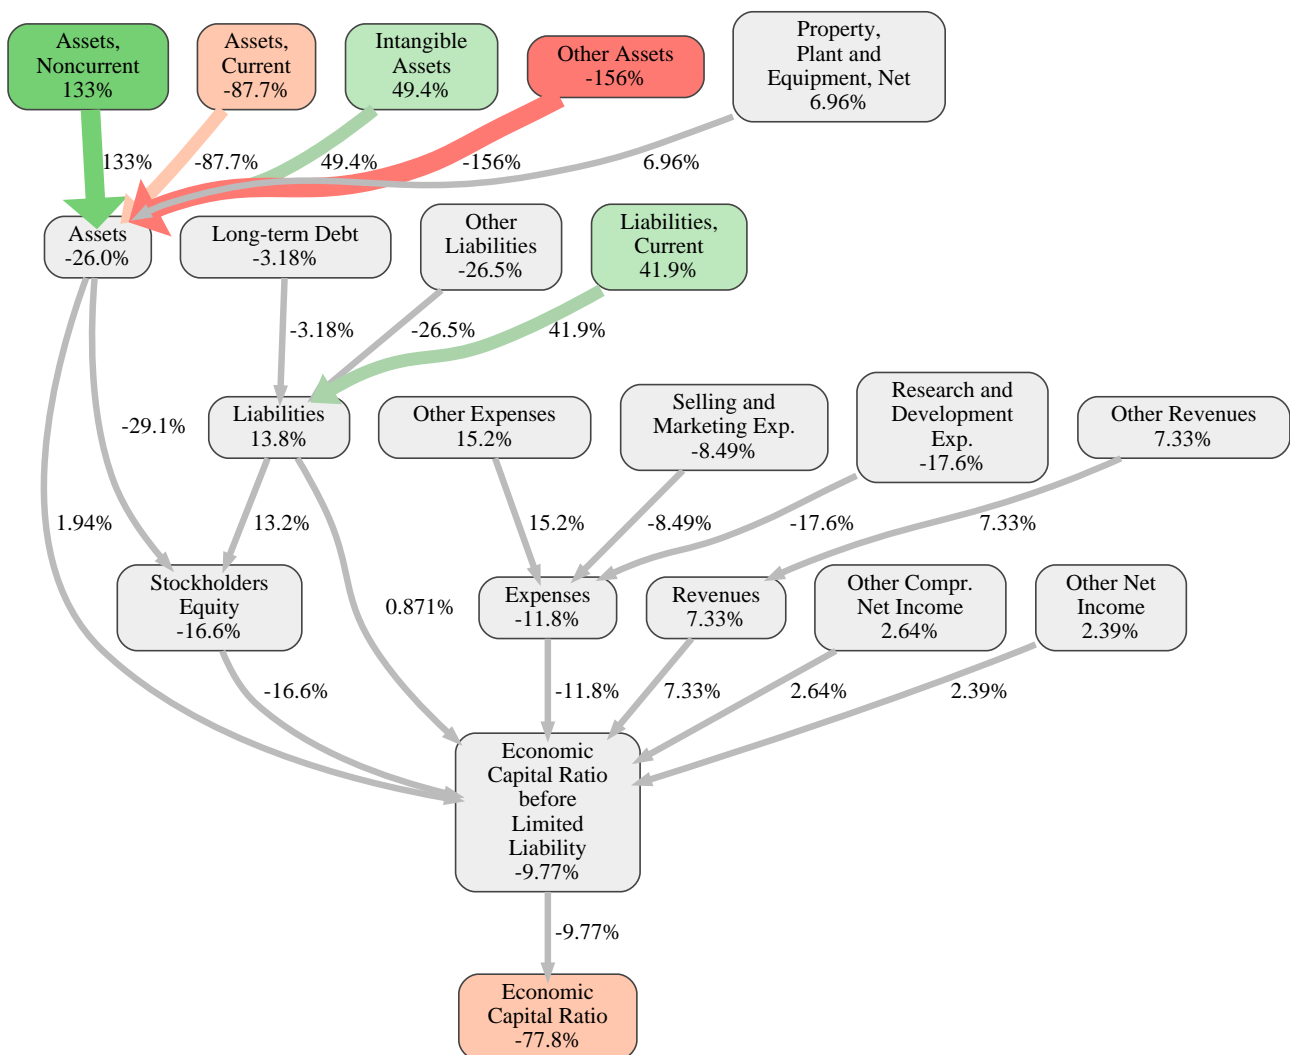 Assets,
Noncurrent
133%
Assets,
Current
-87.7%
Intangible
Assets
49.4%
Other Assets
-156%
Property,
Plant and
Equipment, Net
6.96%
133%
-87.7%
49.4%
-156%
6.96%
Assets
-26.0%
Long-term Debt
-3.18%
Other
Liabilities
-26.5%
Liabilities,
Current
41.9%
-3.18%
-26.5%
41.9%
-29.1%
Liabilities
13.8%
Other Expenses
15.2%
Selling and
Marketing Exp.
-8.49%
Research and
Development
Exp.
-17.6%
Other Revenues
7.33%
1.94%
13.2%
15.2%
-8.49%
-17.6%
7.33%
Stockholders
Equity
-16.6%
0.871%
Expenses
-11.8%
Revenues
7.33%
Other Compr.
Net Income
2.64%
Other Net
Income
2.39%
-16.6%
-11.8%
7.33%
2.64%
2.39%
Economic
Capital Ratio
before
Limited
Liability
-9.77%
-9.77%
Economic
Capital Ratio
-77.8%